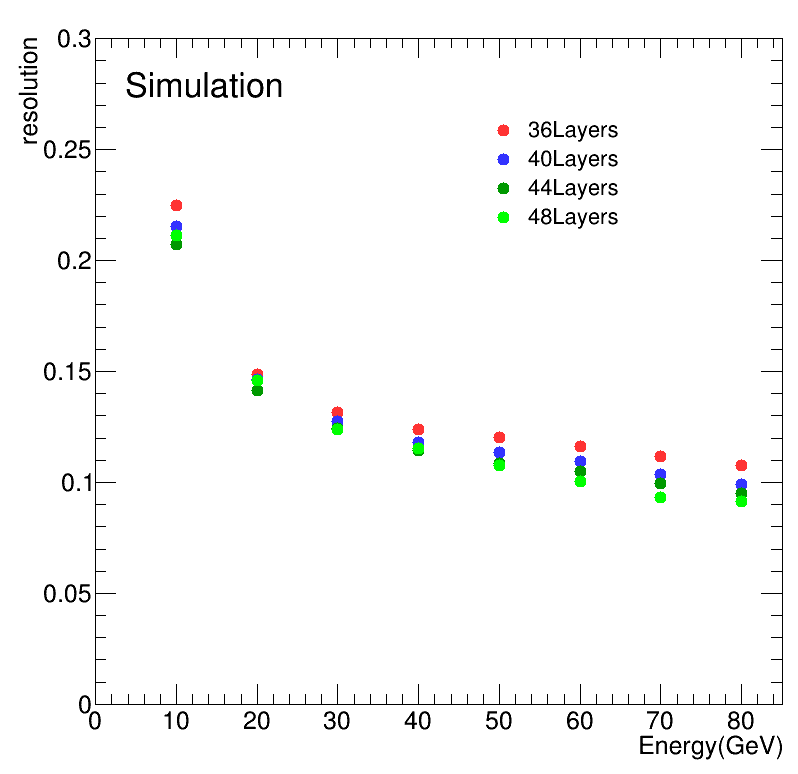 0.3
resolution
Simulation
36Layers
0.25
40Layers
44Layers
48Layers
0.2
0.15
0.1
0.05
0
0 10 20 30 40 50 60 70 80
Energy(GeV)